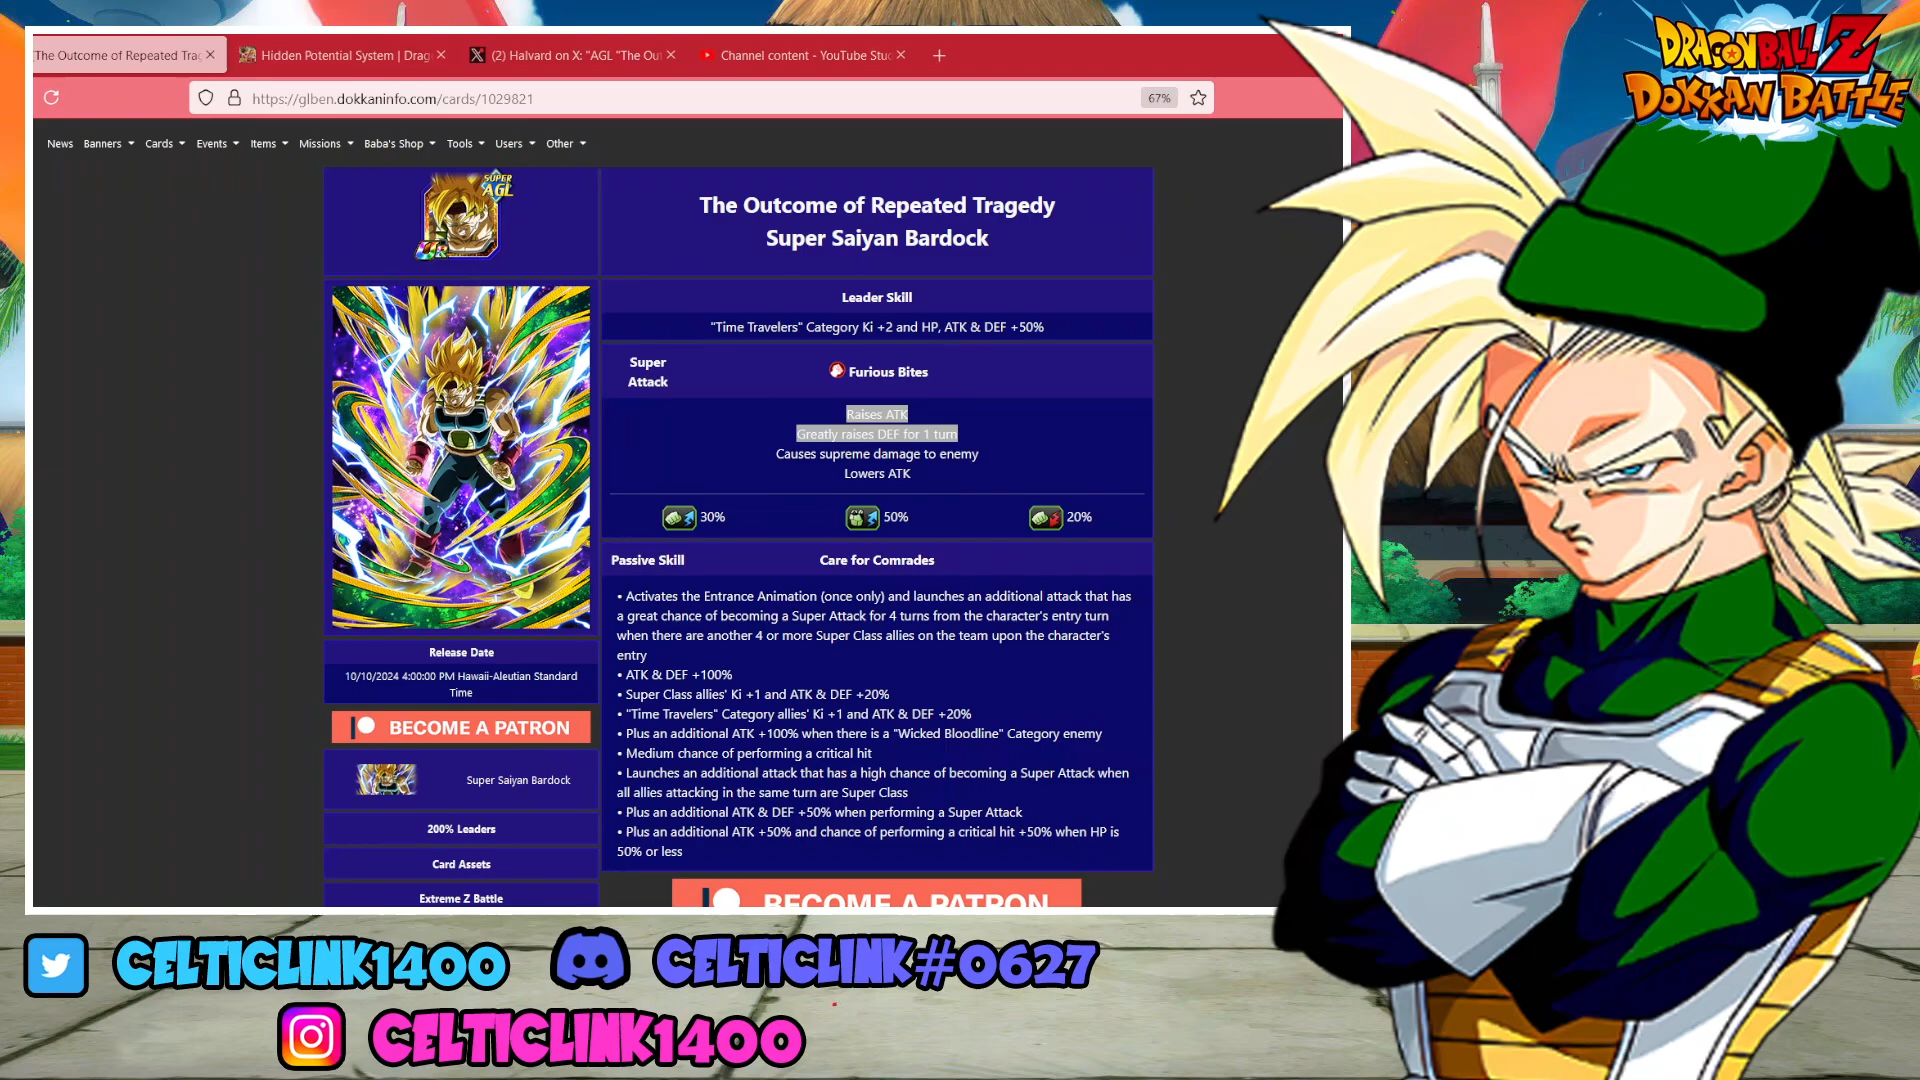 The Outcome of Repeated Trag
Hidden Potential System | Drag
(2) Halvard on X: "AGL "The Ou
Channel content - YouTube Stu
https://glben.dokkaninfo.com/cards/1029821
67%
News Banners Cards Events Items Missions Baba's Shop Tools Users Other
SUPER AGL
UR
The Outcome of Repeated Tragedy
Super Saiyan Bardock
Leader Skill
"Time Travelers" Category Ki +2 and HP, ATK & DEF +50%
Super Attack
Furious Bites
Raises ATK
Greatly raises DEF for 1 turn
Causes supreme damage to enemy
Lowers ATK
30% 50% 20%
Passive Skill
Care for Comrades
• Activates the Entrance Animation (once only) and launches an additional attack that has
a great chance of becoming a Super Attack for 4 turns from the character's entry turn
when there are another 4 or more Super Class allies on the team upon the character's
entry
• ATK & DEF +100%
• Super Class allies' Ki +1 and ATK & DEF +20%
• "Time Travelers" Category allies' Ki +1 and ATK & DEF +20%
• Plus an additional ATK +100% when there is a "Wicked Bloodline" Category enemy
• Medium chance of performing a critical hit
• Launches an additional attack that has a high chance of becoming a Super Attack when
all allies attacking in the same turn are Super Class
• Plus an additional ATK & DEF +50% when performing a Super Attack
• Plus an additional ATK +50% and chance of performing a critical hit +50% when HP is
50% or less
Release Date
10/10/2024 4:00:00 PM Hawaii-Aleutian Standard
Time
BECOME A PATRON
Super Saiyan Bardock
200% Leaders
Card Assets
Extreme Z Battle
BECOME A PATRON
DRAGON BALL Z
DOKKAN BATTLE
CELTICLINK1400
CELTICLINK#0627
CELTICLINK1400